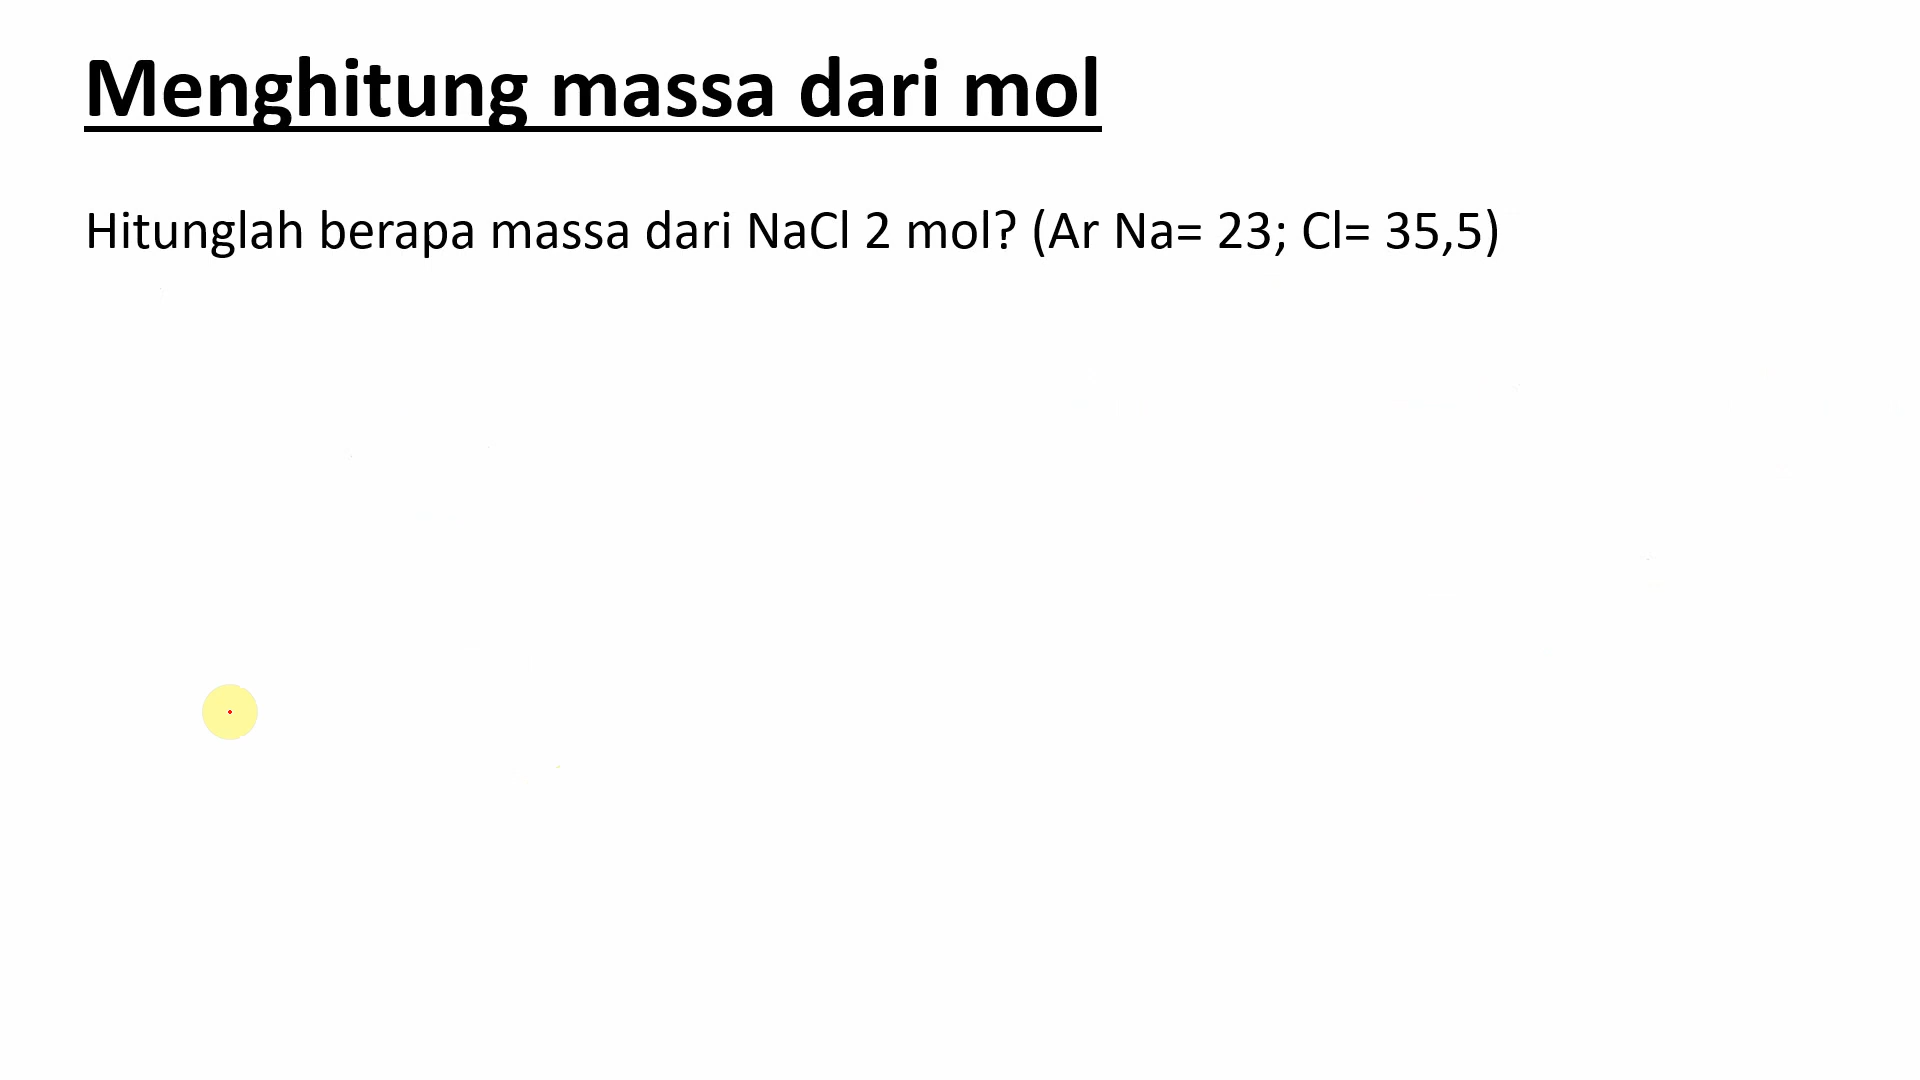 Menghitung massa dari mol
Hitunglah berapa massa dari NaCl 2 mol? (Ar Na= 23; Cl= 35,5)